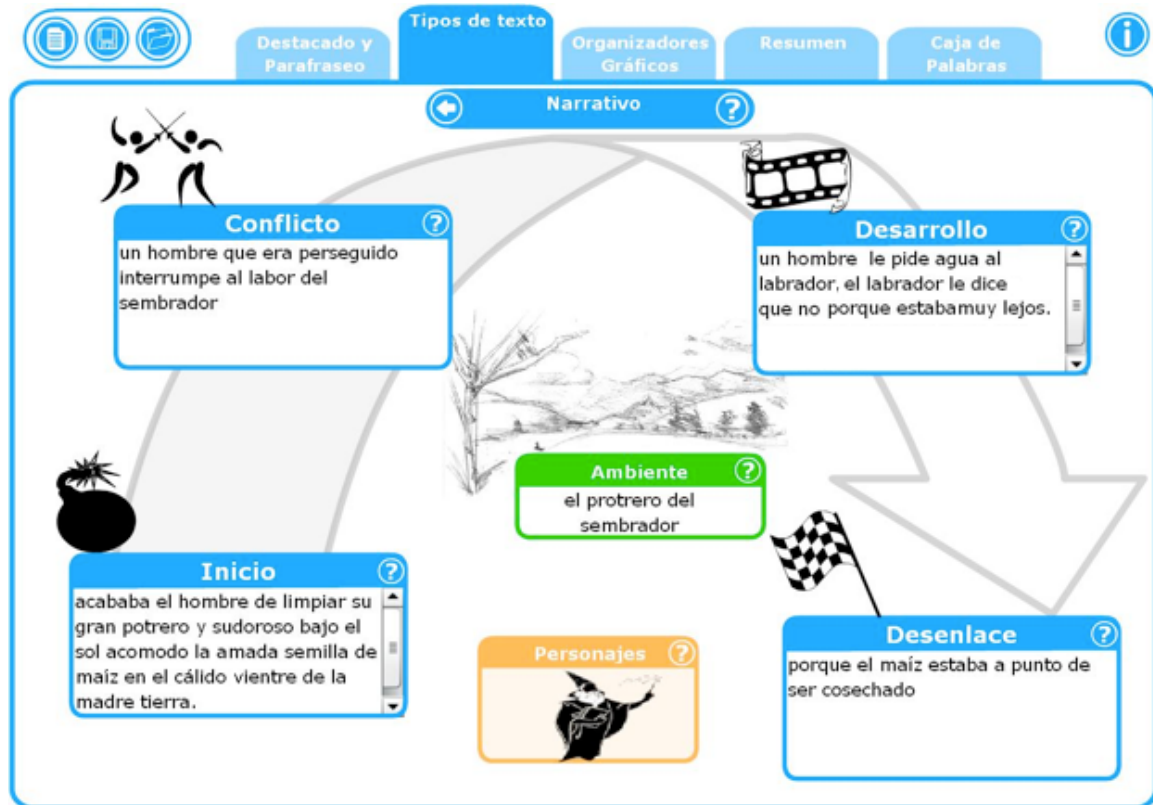 Destacado y
Parafraseo
Tipos de texto
Organizadores
Gráficos
Resumen
Caja de
Palabras
i
Narrativo
?
Conflicto ?
un hombre que era perseguido
interrumpe al labor del
sembrador
Desarrollo ?
un hombre le pide agua al
labrador, el labrador le dice
que no porque estabamuy lejos.
Ambiente ?
el protrero del
sembrador
Inicio ?
acababa el hombre de limpiar su
gran potrero y sudoroso bajo el
sol acomodo la amada semilla de
maíz en el cálido vientre de la
madre tierra.
Personajes ?
Desenlace ?
porque el maíz estaba a punto de
ser cosechado